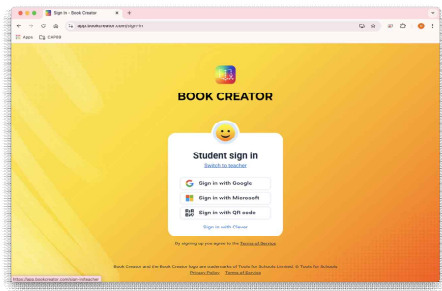 Sign in - Book Creator
app.bookcreator.com/sign-in
Apps
CAP60
BOOK CREATOR
Student sign in
Switch to teacher
Sign in with Google
Sign in with Microsoft
Sign in with QR code
Sign in with Clever
By signing up you agree to the Terms of Service
Book Creator and the Book Creator logo are trademarks of Tools for Schools Limited. © Tools for Schools
Privacy Policy Terms of Service
https://app.bookcreator.com/sign-in/teacher